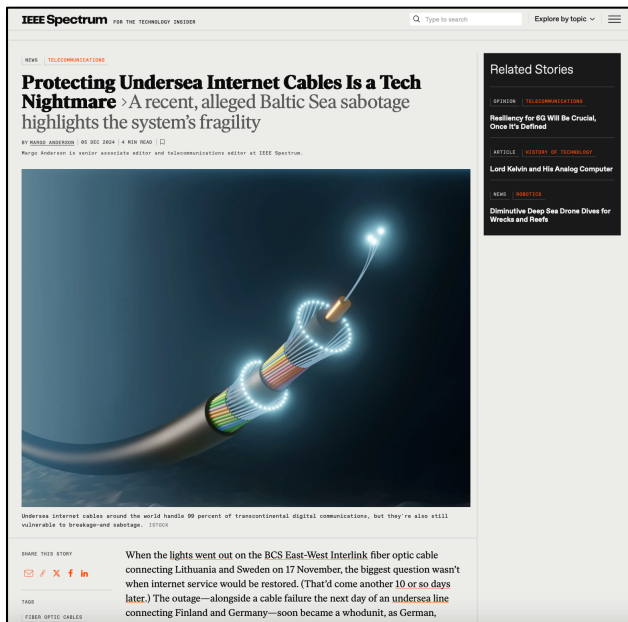 IEEE Spectrum FOR THE TECHNOLOGY INSIDER
Type to search
Explore by topic
NEWS TELECOMMUNICATIONS
Protecting Undersea Internet Cables Is a Tech
Nightmare > A recent, alleged Baltic Sea sabotage
highlights the system's fragility
BY MARGO ANDERSON | 05 DEC 2024 | 4 MIN READ |
Margo Anderson is senior associate editor and telecommunications editor at IEEE Spectrum.
Undersea internet cables around the world handle 99 percent of transcontinental digital communications, but they're also still
vulnerable to breakage—and sabotage. ISTOCK
SHARE THIS STORY
TAGS
FIBER OPTIC CABLES
When the lights went out on the BCS East-West Interlink fiber optic cable
connecting Lithuania and Sweden on 17 November, the biggest question wasn't
when internet service would be restored. (That'd come another 10 or so days
later.) The outage—alongside a cable failure the next day of an undersea line
connecting Finland and Germany—soon became a whodunit, as German,
Related Stories
OPINION TELECOMMUNICATIONS
Resiliency for 6G Will Be Crucial,
Once It's Defined
ARTICLE HISTORY OF TECHNOLOGY
Lord Kelvin and His Analog Computer
NEWS ROBOTICS
Diminutive Deep Sea Drone Dives for
Wrecks and Reefs